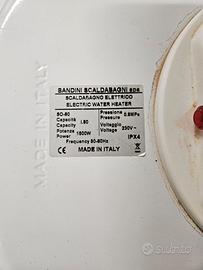 BANDINI SCALDABAGNI spa
SCALDABAGNO ELETTRICO
ELECTRIC WATER HEATER
SO-80
Capacità
Capacity l.80
Potenza
Power 1500W
Pressione
Pressure 0.8MPa
Voltaggio
Voltage 230V~
IPX4
Frequency 50-60Hz
MADE IN ITALY
MADE IN ITALY
Subito.it